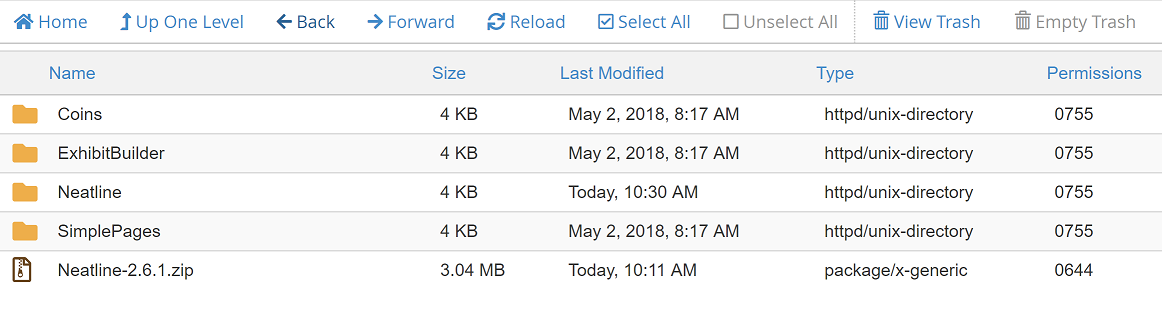 Home Up One Level Back Forward Reload Select All Unselect All View Trash Empty Trash
Name Size Last Modified Type Permissions
Coins 4 KB May 2, 2018, 8:17 AM httpd/unix-directory 0755
ExhibitBuilder 4 KB May 2, 2018, 8:17 AM httpd/unix-directory 0755
Neatline 4 KB Today, 10:30 AM httpd/unix-directory 0755
SimplePages 4 KB May 2, 2018, 8:17 AM httpd/unix-directory 0755
Neatline-2.6.1.zip 3.04 MB Today, 10:11 AM package/x-generic 0644